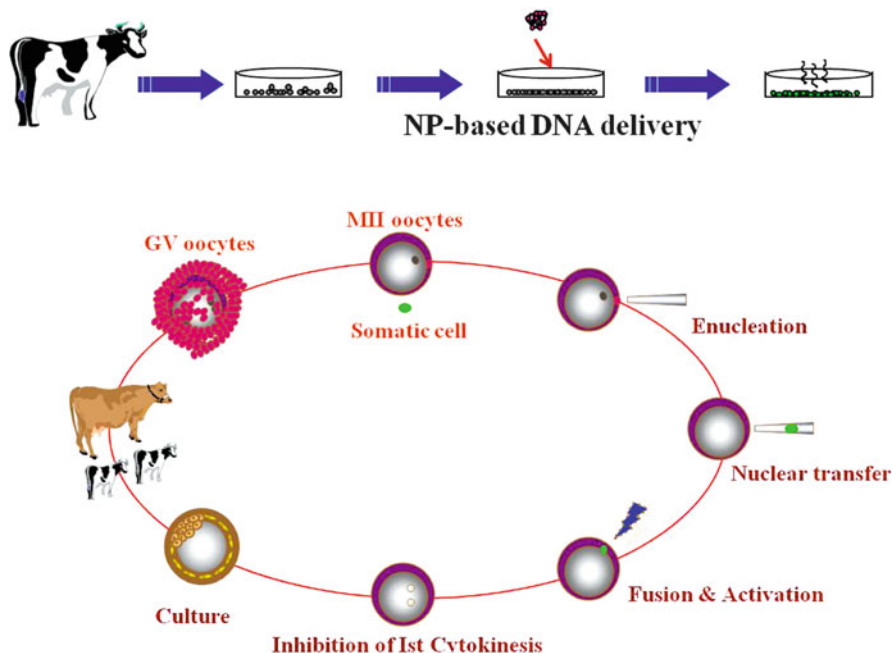 NP-based DNA delivery
MII oocytes
GV oocytes
Somatic cell
Enucleation
Nuclear transfer
Fusion & Activation
Culture
Inhibition of Ist Cytokinesis